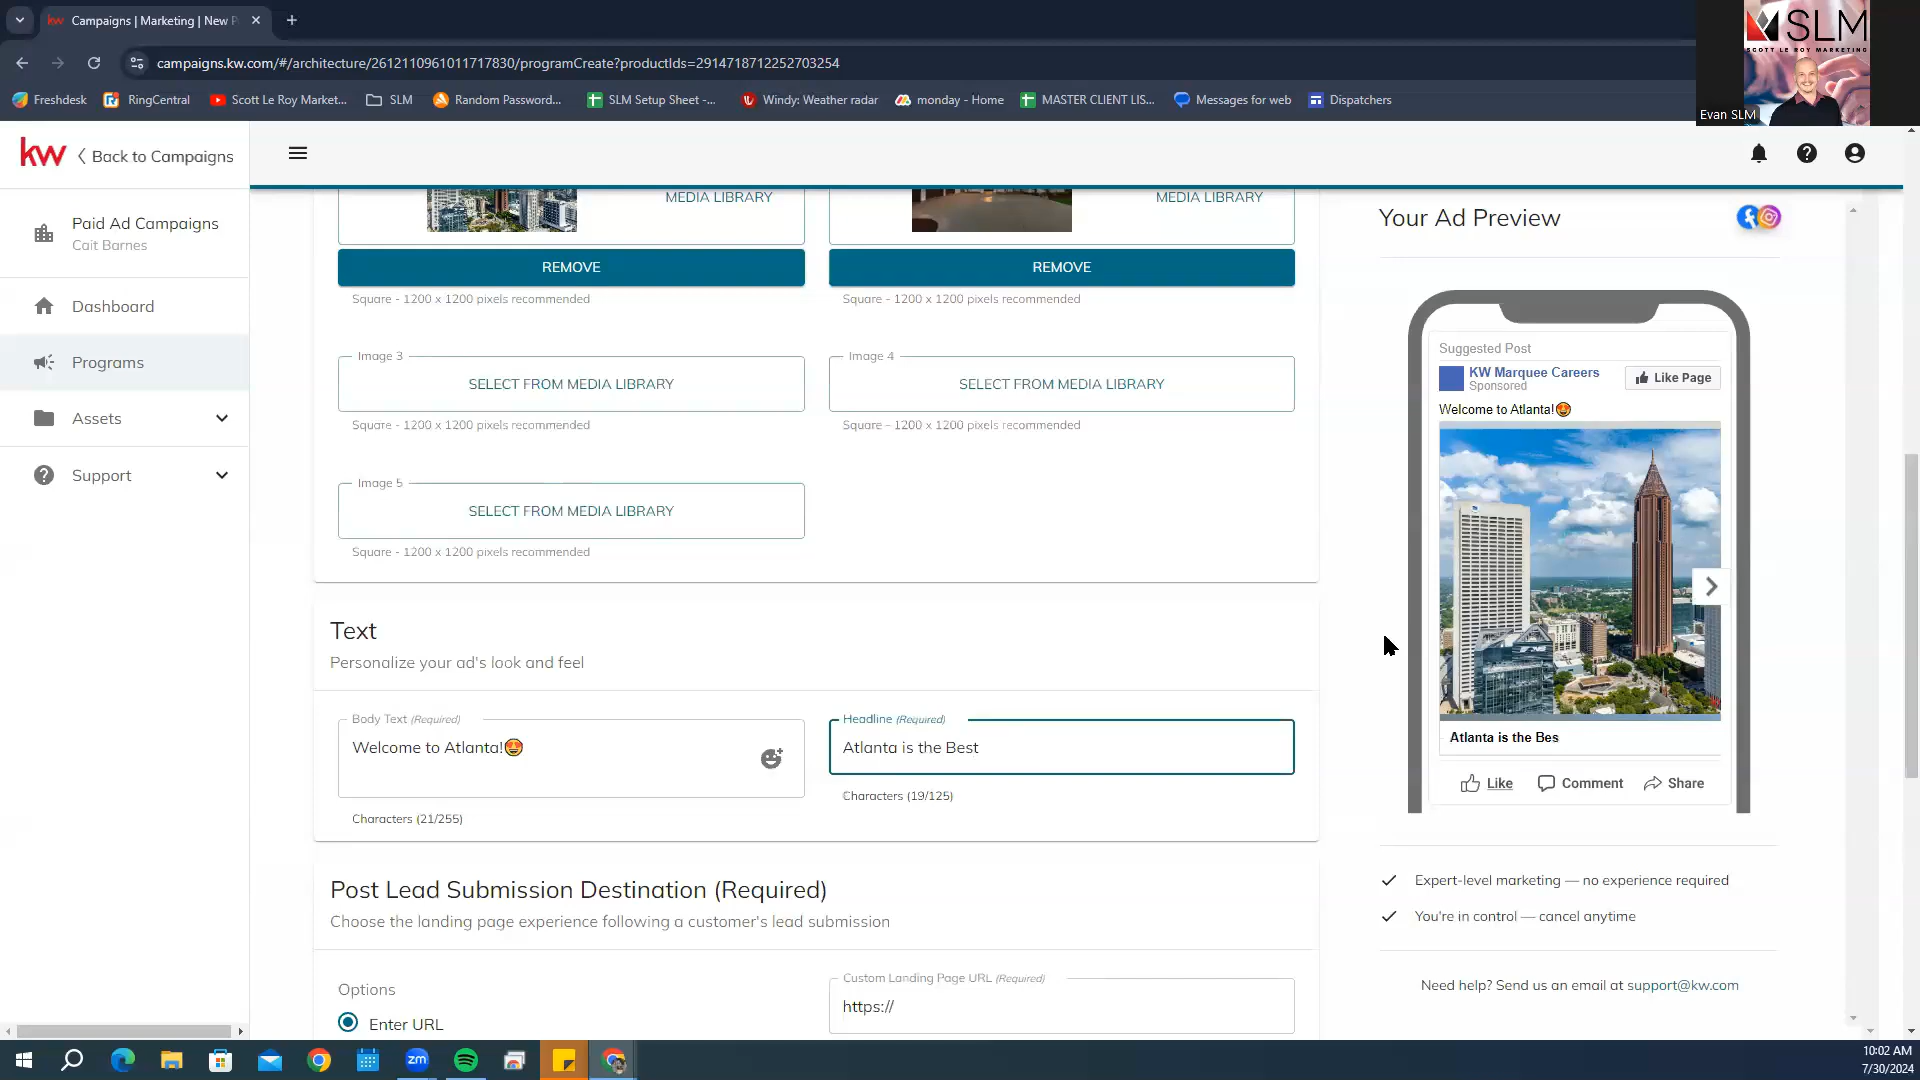 Campaigns | Marketing | New P
campaigns.kw.com/#/architecture/2612110961011717830/programCreate?productIds=2914718712252703254
Freshdesk
RingCentral
Scott Le Roy Market...
SLM
Random Password...
SLM Setup Sheet -...
Windy: Weather radar
monday - Home
MASTER CLIENT LIS...
Messages for web
Dispatchers
SLM
SCOTT LE ROY MARKETING
Evan SLM
kw
Back to Campaigns
Paid Ad Campaigns
Cait Barnes
Dashboard
Programs
Assets
Support
MEDIA LIBRARY
MEDIA LIBRARY
REMOVE
REMOVE
Square - 1200 x 1200 pixels recommended
Square - 1200 x 1200 pixels recommended
Image 3
SELECT FROM MEDIA LIBRARY
Image 4
SELECT FROM MEDIA LIBRARY
Square - 1200 x 1200 pixels recommended
Square - 1200 x 1200 pixels recommended
Image 5
SELECT FROM MEDIA LIBRARY
Square - 1200 x 1200 pixels recommended
Text
Personalize your ad's look and feel
Body Text (Required)
Welcome to Atlanta!🤩
Characters (21/255)
Headline (Required)
Atlanta is the Best
Characters (19/125)
Post Lead Submission Destination (Required)
Choose the landing page experience following a customer's lead submission
Options
Enter URL
Custom Landing Page URL (Required)
https://
Your Ad Preview
Suggested Post
KW Marquee Careers
Sponsored
Like Page
Welcome to Atlanta!🤩
Atlanta is the Bes
Like
Comment
Share
Expert-level marketing — no experience required
You're in control — cancel anytime
Need help? Send us an email at support@kw.com
zm
10:02 AM
7/30/2024